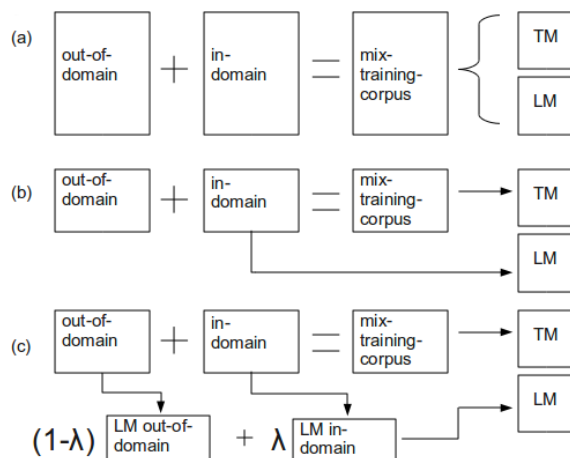 (a)
out-of-
domain
+
in-
domain
=
mix-
training-
corpus
TM
LM
(b)
out-of-
domain
+
in-
domain
=
mix-
training-
corpus
TM
LM
(c)
out-of-
domain
+
in-
domain
=
mix-
training-
corpus
TM
LM
(1-λ)
LM out-of-
domain
+
λ
LM in-
domain